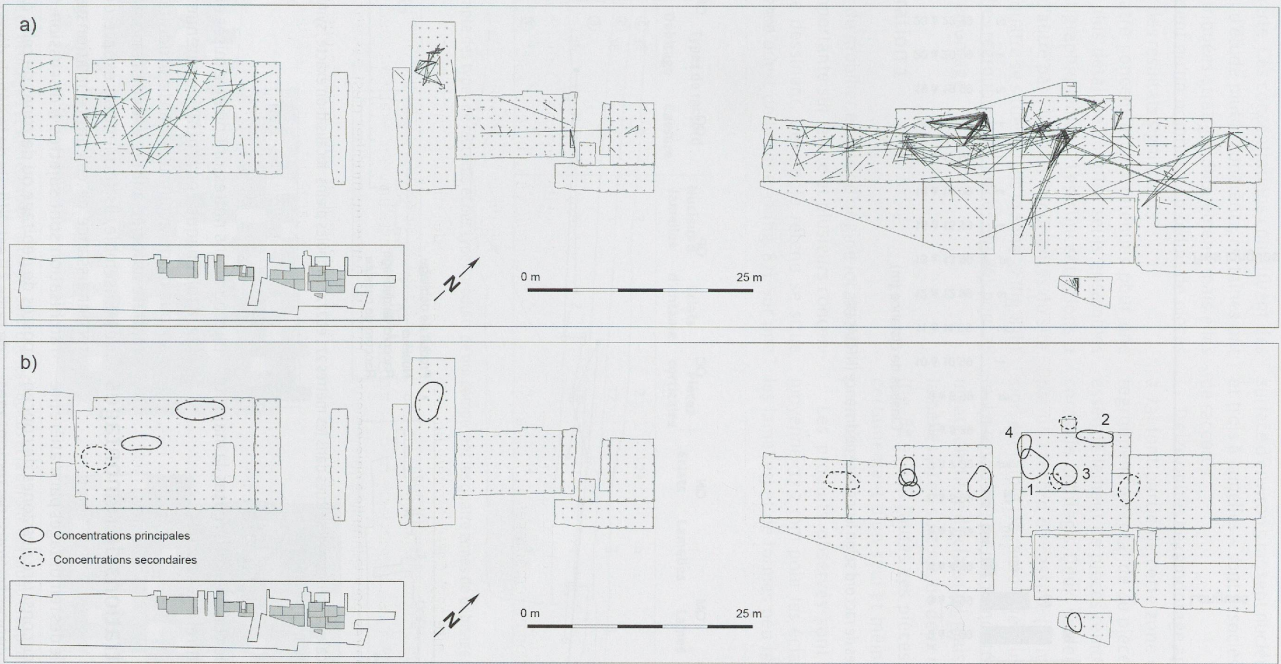 a)
N
0 m
25 m
b)
4
2
3
1
Concentrations principales
Concentrations secondaires
N
0 m
25 m